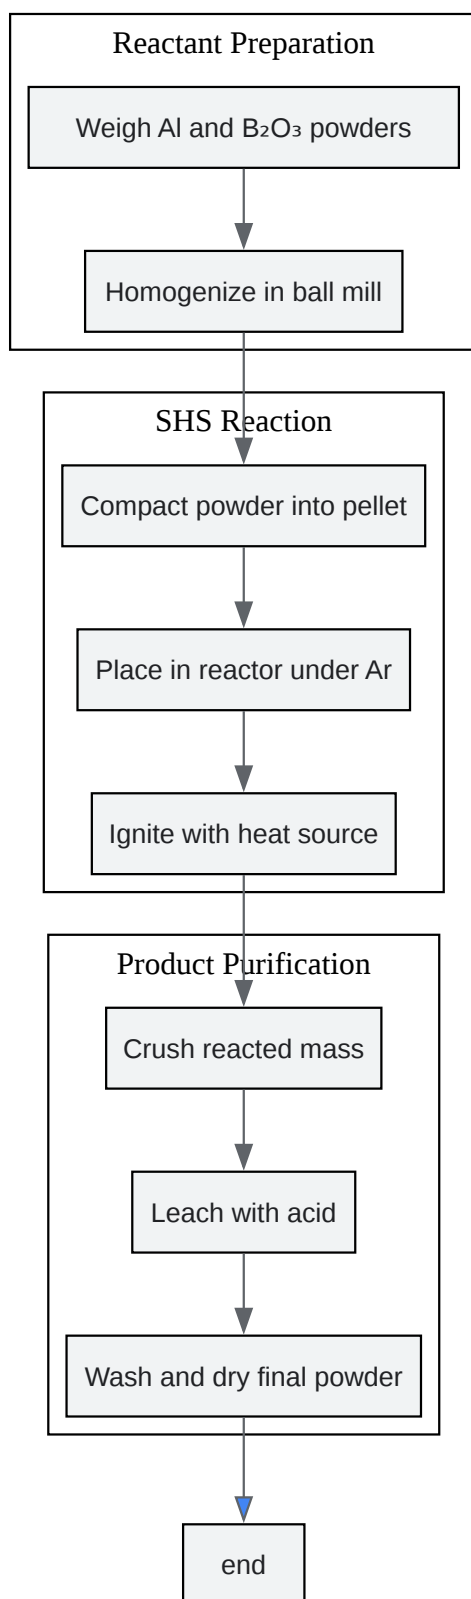 Reactant Preparation
Weigh Al and B₂O₃ powders
Homogenize in ball mill
SHS Reaction
Compact powder into pellet
Place in reactor under Ar
Ignite with heat source
Product Purification
Crush reacted mass
Leach with acid
Wash and dry final powder
end